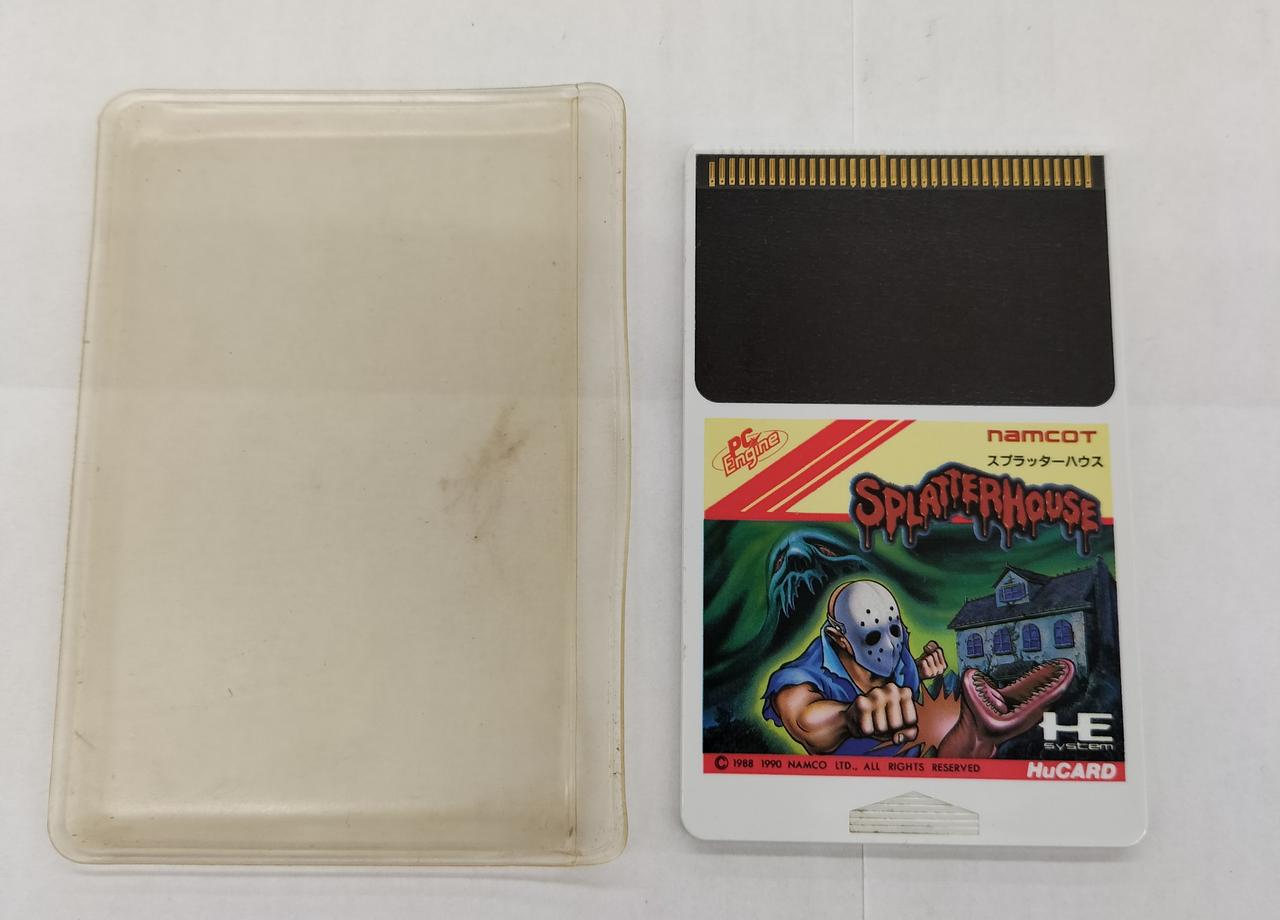 PC Engine
namcot
スプラッターハウス
SPLATTERHOUSE
HE
system
© 1988 1990 NAMCO LTD., ALL RIGHTS RESERVED
HuCARD